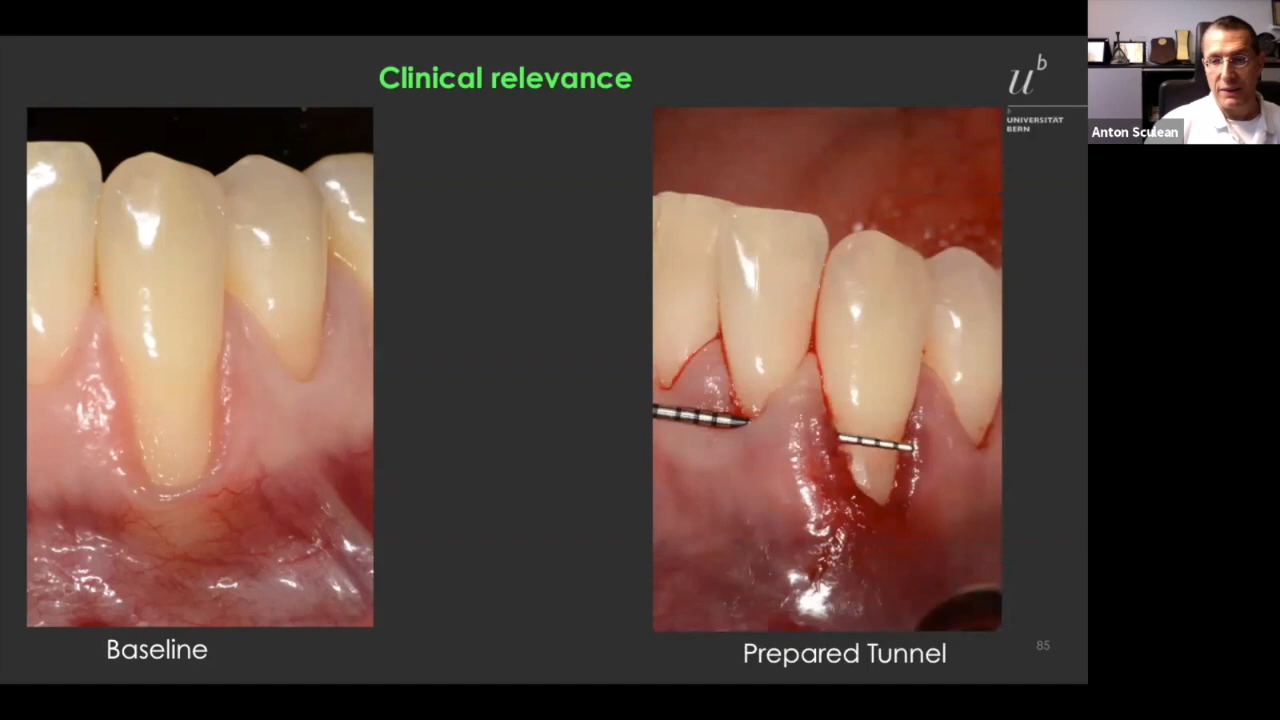 Clinical relevance
u
b
b
UNIVERSITÄT
BERN
Anton Sculean
Baseline
Prepared Tunnel
85